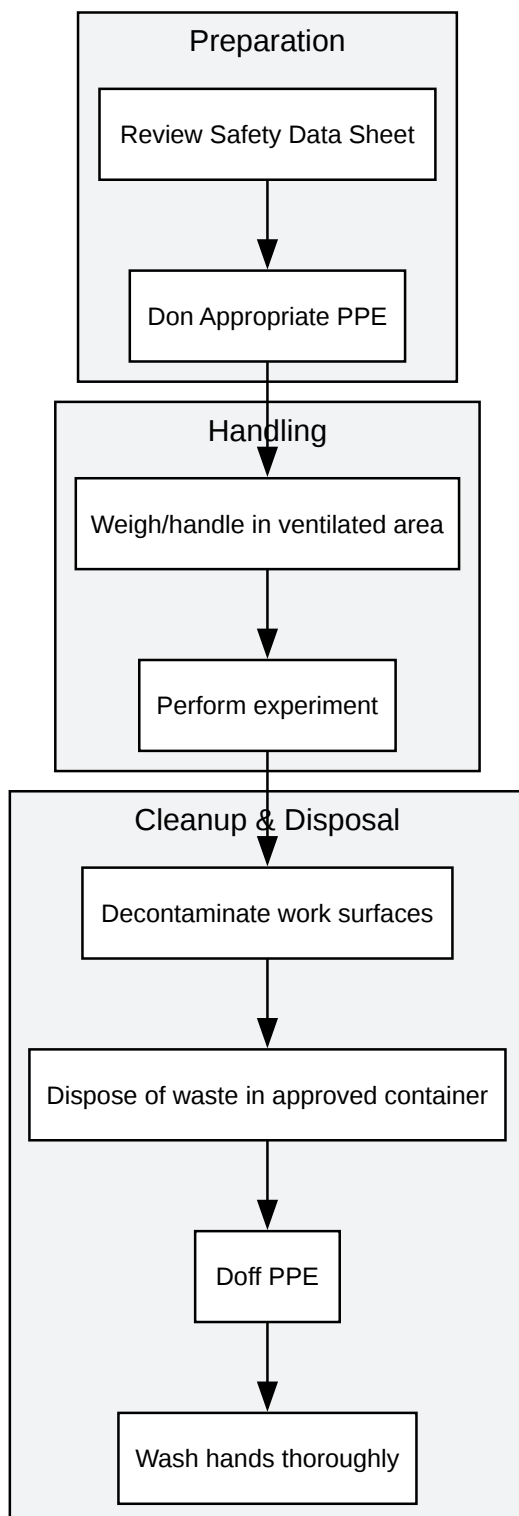 Preparation
Review Safety Data Sheet
Don Appropriate PPE
Handling
Weigh/handle in ventilated area
Perform experiment
Cleanup & Disposal
Decontaminate work surfaces
Dispose of waste in approved container
Doff PPE
Wash hands thoroughly